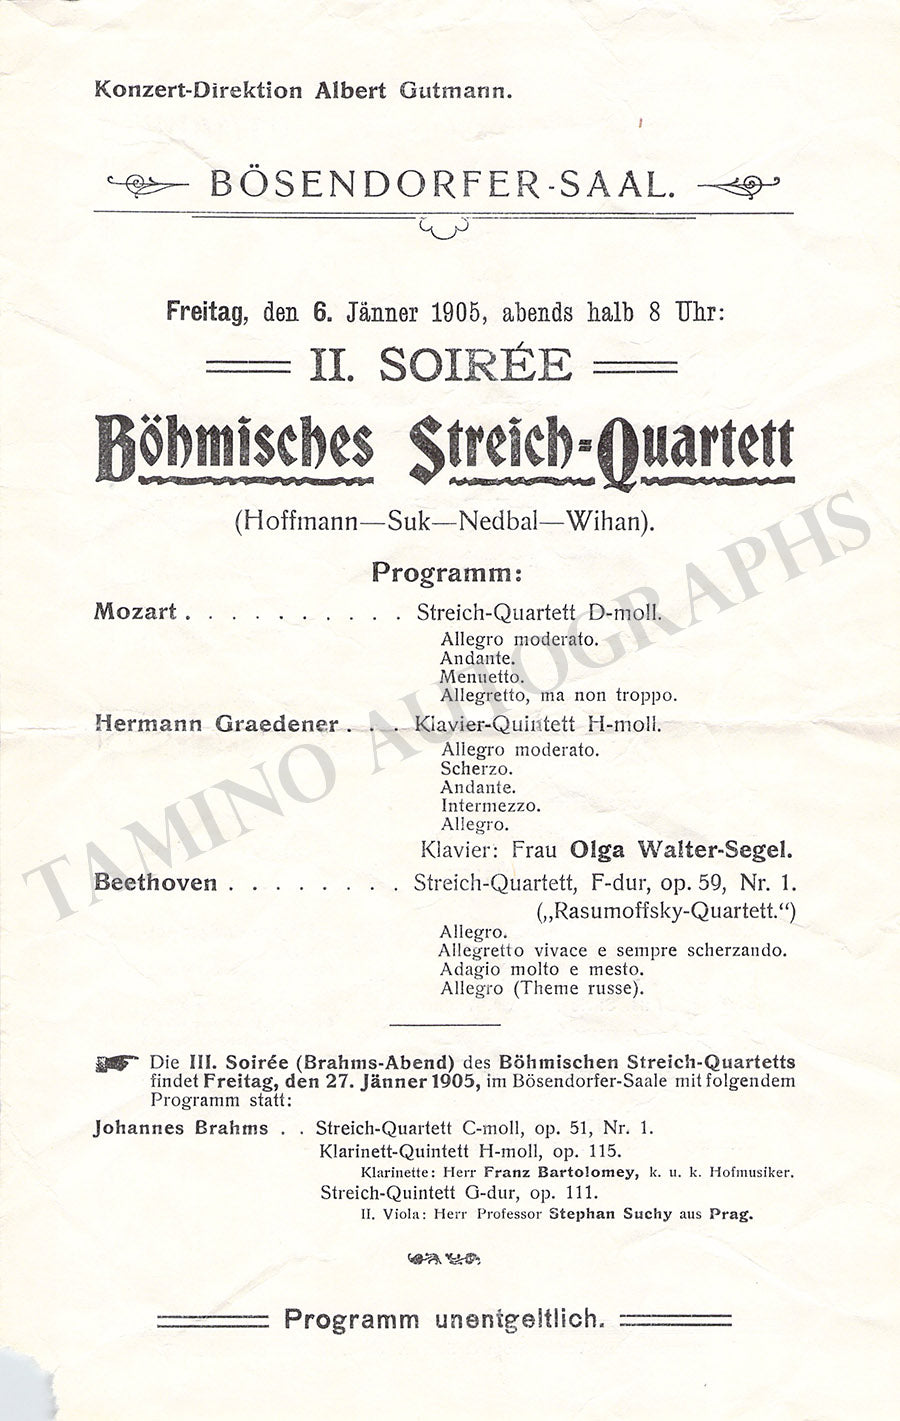 Konzert-Direktion Albert Gutmann.
BÖSENDORFER-SAAL.
Freitag, den 6. Jänner 1905, abends halb 8 Uhr:
II. SOIRÉE
Böhmisches Streich-Quartett
(Hoffmann—Suk—Nedbal—Wihan).
Programm:
Mozart . . . . . . . . . . Streich-Quartett D-moll.
Allegro moderato.
Andante.
Menuetto.
Allegretto, ma non troppo.
Hermann Graedener . . . Klavier-Quintett H-moll.
Allegro moderato.
Scherzo.
Andante.
Intermezzo.
Allegro.
Klavier: Frau Olga Walter-Segel.
Beethoven . . . . . . . . Streich-Quartett, F-dur, op. 59, Nr. 1.
(„Rasumoffsky-Quartett.“)
Allegro.
Allegretto vivace e sempre scherzando.
Adagio molto e mesto.
Allegro (Theme russe).
Die III. Soirée (Brahms-Abend) des Böhmischen Streich-Quartetts
findet Freitag, den 27. Jänner 1905, im Bösendorfer-Saale mit folgendem
Programm statt:
Johannes Brahms . . Streich-Quartett C-moll, op. 51, Nr. 1.
Klarinett-Quintett H-moll, op. 115.
Klarinette: Herr Franz Bartolomey, k. u. k. Hofmusiker.
Streich-Quintett G-dur, op. 111.
II. Viola: Herr Professor Stephan Suchy aus Prag.
Programm unentgeltlich.
TAMINO AUTOGRAPHS